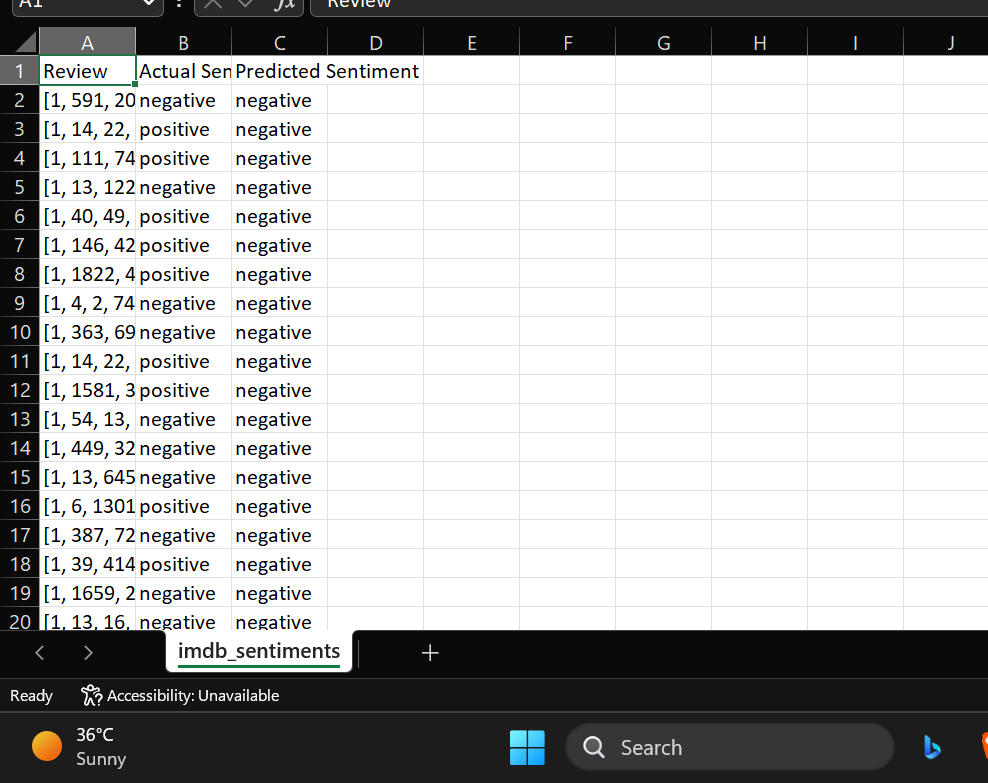 A1 fx Review
A B C D E F G H I J
1 Review Actual Sen Predicted Sentiment
2 [1, 591, 20 negative negative
3 [1, 14, 22, positive negative
4 [1, 111, 74 positive negative
5 [1, 13, 122 negative negative
6 [1, 40, 49, positive negative
7 [1, 146, 42 positive negative
8 [1, 1822, 4 positive negative
9 [1, 4, 2, 74 negative negative
10 [1, 363, 69 negative negative
11 [1, 14, 22, positive negative
12 [1, 1581, 3 positive negative
13 [1, 54, 13, negative negative
14 [1, 449, 32 negative negative
15 [1, 13, 645 negative negative
16 [1, 6, 1301 positive negative
17 [1, 387, 72 negative negative
18 [1, 39, 414 positive negative
19 [1, 1659, 2 negative negative
20 [1, 13, 16, negative negative
imdb_sentiments +
Ready Accessibility: Unavailable
36°C
Sunny
Search